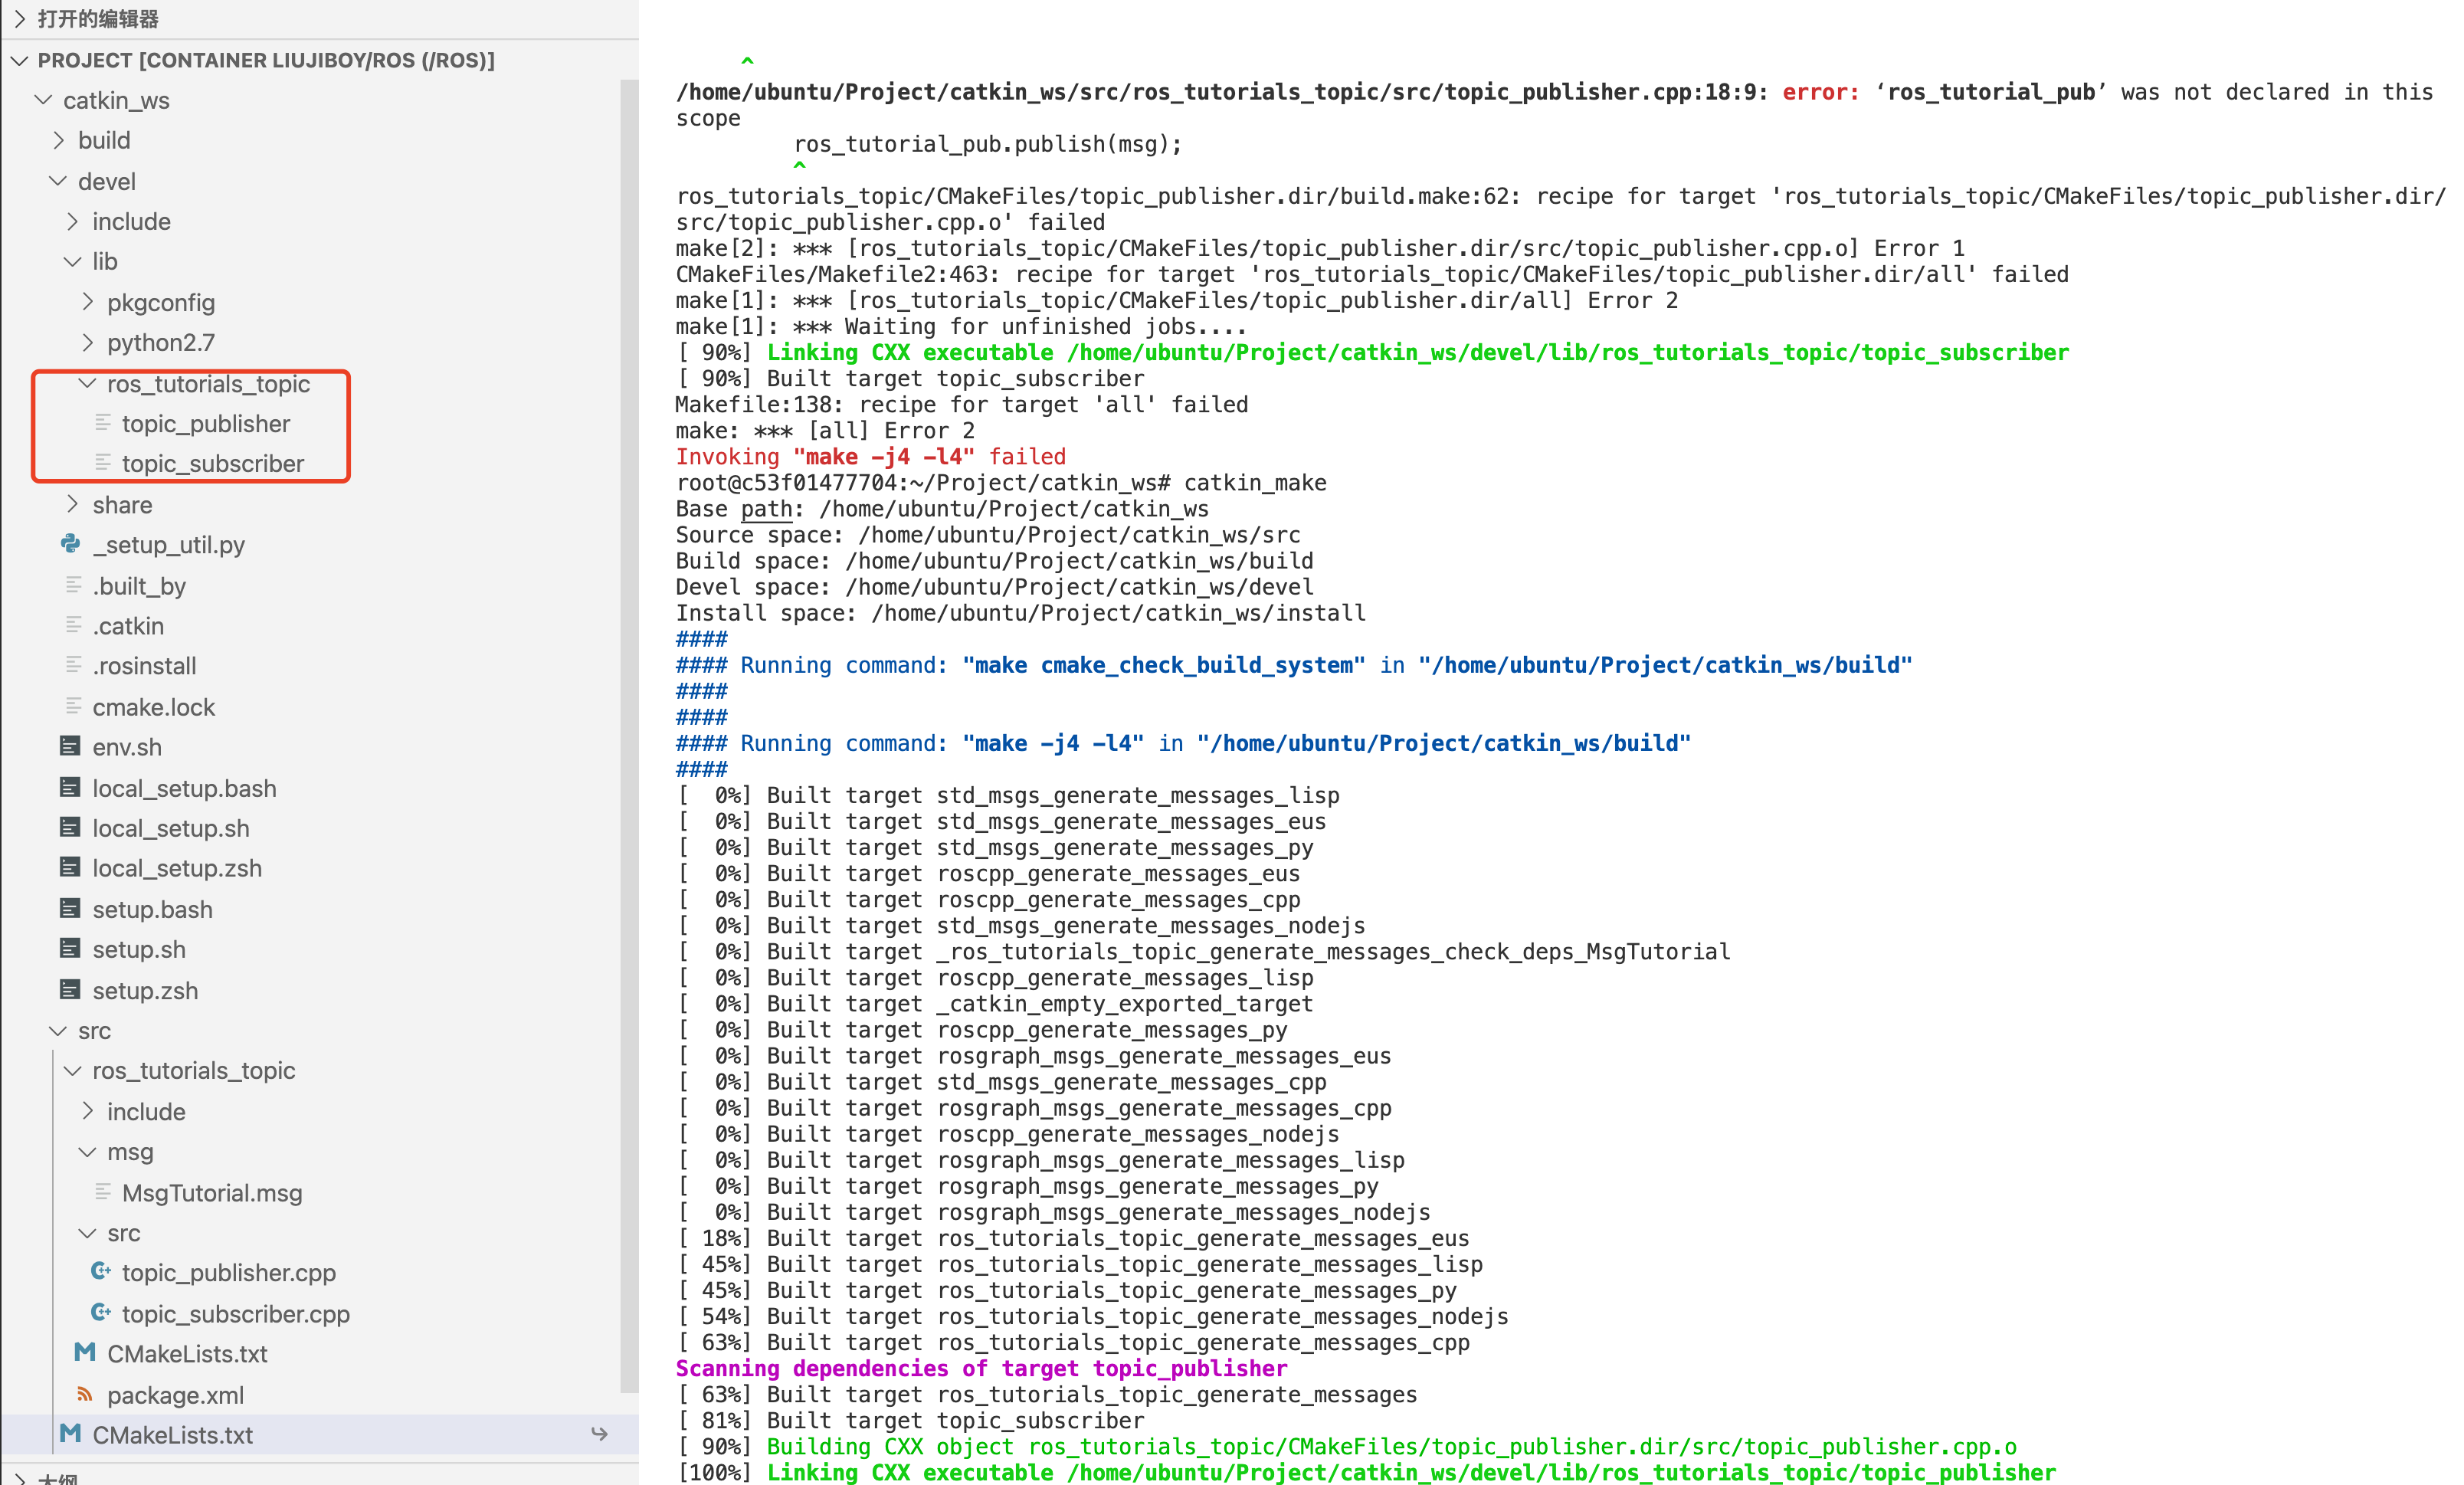 打开的编辑器
PROJECT [CONTAINER LIUJIBOY/ROS (/ROS)]
catkin_ws
build
devel
include
lib
pkgconfig
python2.7
ros_tutorials_topic
topic_publisher
topic_subscriber
share
_setup_util.py
.built_by
.catkin
.rosinstall
cmake.lock
env.sh
local_setup.bash
local_setup.sh
local_setup.zsh
setup.bash
setup.sh
setup.zsh
src
ros_tutorials_topic
include
msg
MsgTutorial.msg
src
topic_publisher.cpp
topic_subscriber.cpp
CMakeLists.txt
package.xml
CMakeLists.txt
大纲
^
/home/ubuntu/Project/catkin_ws/src/ros_tutorials_topic/src/topic_publisher.cpp:18:9: error: ‘ros_tutorial_pub’ was not declared in this
scope
ros_tutorial_pub.publish(msg);
^
ros_tutorials_topic/CMakeFiles/topic_publisher.dir/build.make:62: recipe for target 'ros_tutorials_topic/CMakeFiles/topic_publisher.dir/
src/topic_publisher.cpp.o' failed
make[2]: *** [ros_tutorials_topic/CMakeFiles/topic_publisher.dir/src/topic_publisher.cpp.o] Error 1
CMakeFiles/Makefile2:463: recipe for target 'ros_tutorials_topic/CMakeFiles/topic_publisher.dir/all' failed
make[1]: *** [ros_tutorials_topic/CMakeFiles/topic_publisher.dir/all] Error 2
make[1]: *** Waiting for unfinished jobs....
[ 90%] Linking CXX executable /home/ubuntu/Project/catkin_ws/devel/lib/ros_tutorials_topic/topic_subscriber
[ 90%] Built target topic_subscriber
Makefile:138: recipe for target 'all' failed
make: *** [all] Error 2
Invoking "make -j4 -l4" failed
root@c53f01477704:~/Project/catkin_ws# catkin_make
Base path: /home/ubuntu/Project/catkin_ws
Source space: /home/ubuntu/Project/catkin_ws/src
Build space: /home/ubuntu/Project/catkin_ws/build
Devel space: /home/ubuntu/Project/catkin_ws/devel
Install space: /home/ubuntu/Project/catkin_ws/install
####
#### Running command: "make cmake_check_build_system" in "/home/ubuntu/Project/catkin_ws/build"
####
####
#### Running command: "make -j4 -l4" in "/home/ubuntu/Project/catkin_ws/build"
####
[  0%] Built target std_msgs_generate_messages_lisp
[  0%] Built target std_msgs_generate_messages_eus
[  0%] Built target std_msgs_generate_messages_py
[  0%] Built target roscpp_generate_messages_eus
[  0%] Built target roscpp_generate_messages_cpp
[  0%] Built target std_msgs_generate_messages_nodejs
[  0%] Built target _ros_tutorials_topic_generate_messages_check_deps_MsgTutorial
[  0%] Built target roscpp_generate_messages_lisp
[  0%] Built target _catkin_empty_exported_target
[  0%] Built target roscpp_generate_messages_py
[  0%] Built target rosgraph_msgs_generate_messages_eus
[  0%] Built target std_msgs_generate_messages_cpp
[  0%] Built target rosgraph_msgs_generate_messages_cpp
[  0%] Built target roscpp_generate_messages_nodejs
[  0%] Built target rosgraph_msgs_generate_messages_lisp
[  0%] Built target rosgraph_msgs_generate_messages_py
[  0%] Built target rosgraph_msgs_generate_messages_nodejs
[ 18%] Built target ros_tutorials_topic_generate_messages_eus
[ 45%] Built target ros_tutorials_topic_generate_messages_lisp
[ 45%] Built target ros_tutorials_topic_generate_messages_py
[ 54%] Built target ros_tutorials_topic_generate_messages_nodejs
[ 63%] Built target ros_tutorials_topic_generate_messages_cpp
Scanning dependencies of target topic_publisher
[ 63%] Built target ros_tutorials_topic_generate_messages
[ 81%] Built target topic_subscriber
[ 90%] Building CXX object ros_tutorials_topic/CMakeFiles/topic_publisher.dir/src/topic_publisher.cpp.o
[100%] Linking CXX executable /home/ubuntu/Project/catkin_ws/devel/lib/ros_tutorials_topic/topic_publisher